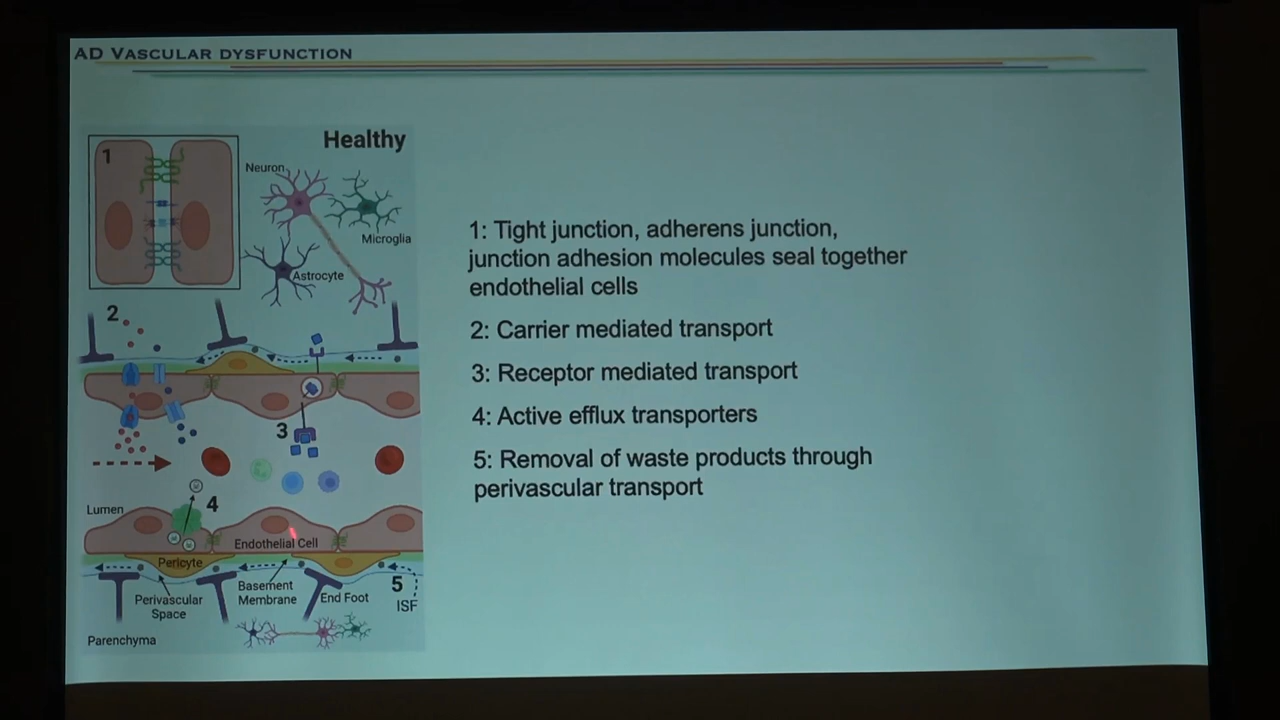 AD VASCULAR DYSFUNCTION
Healthy
1
Neuron
Microglia
Astrocyte
2
3
4
Lumen
Endothelial Cell
Pericyte
Perivascular
Space
Basement
Membrane
End Foot
5
ISF
Parenchyma
1: Tight junction, adherens junction,
junction adhesion molecules seal together
endothelial cells
2: Carrier mediated transport
3: Receptor mediated transport
4: Active efflux transporters
5: Removal of waste products through
perivascular transport